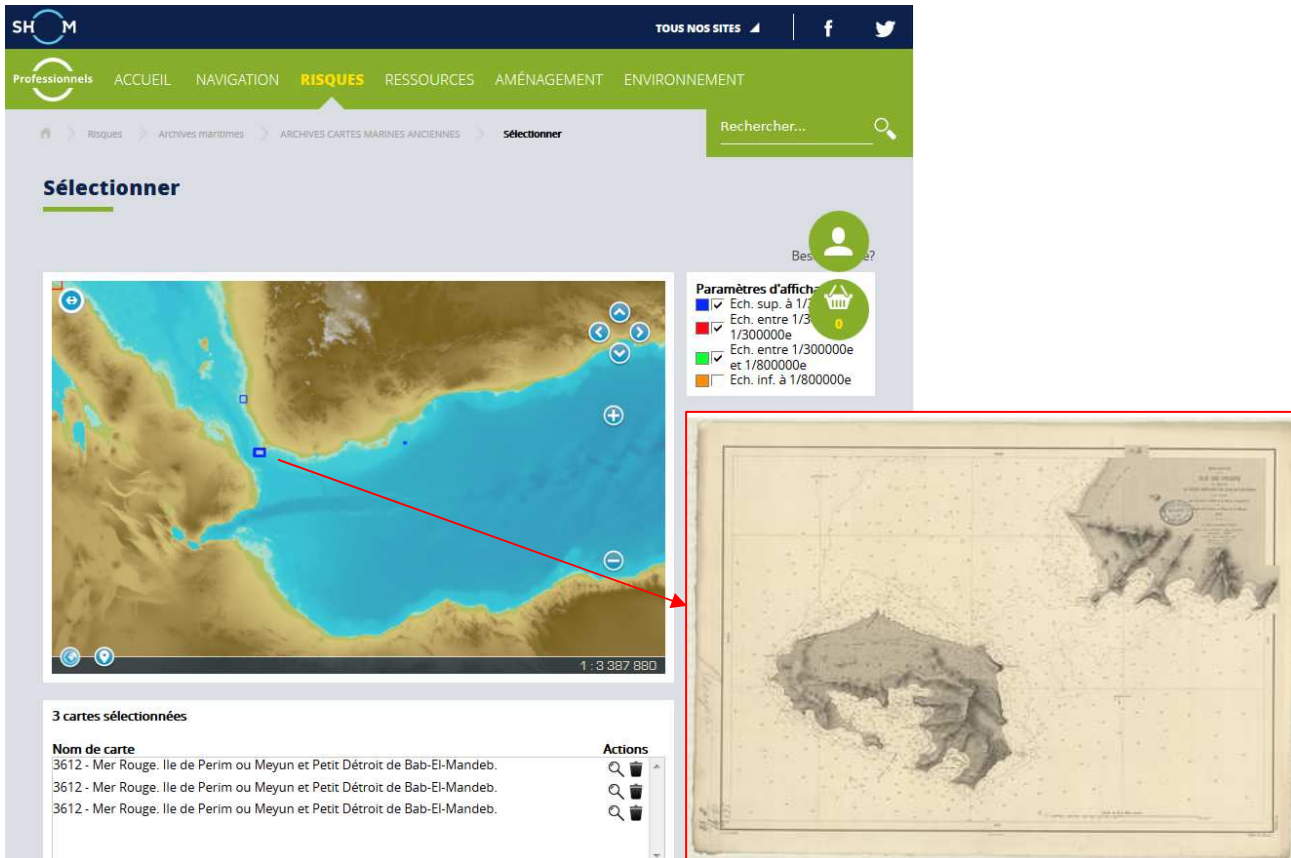 SHOM
TOUS NOS SITES
f
Professionnels
ACCUEIL NAVIGATION RISQUES RESSOURCES AMÉNAGEMENT ENVIRONNEMENT
Risques Archives maritimes ARCHIVES CARTES MARINES ANCIENNES Sélectionner
Rechercher...
Sélectionner
Bes e?
Paramètres d'afficha
Ech. sup. à 1/3
Ech. entre 1/3
1/300000e
Ech. entre 1/300000e
et 1/800000e
Ech. inf. à 1/800000e
0
1 : 3 387 880
3 cartes sélectionnées
Nom de carte Actions
3612 - Mer Rouge. Ile de Perim ou Meyun et Petit Détroit de Bab-El-Mandeb.
3612 - Mer Rouge. Ile de Perim ou Meyun et Petit Détroit de Bab-El-Mandeb.
3612 - Mer Rouge. Ile de Perim ou Meyun et Petit Détroit de Bab-El-Mandeb.